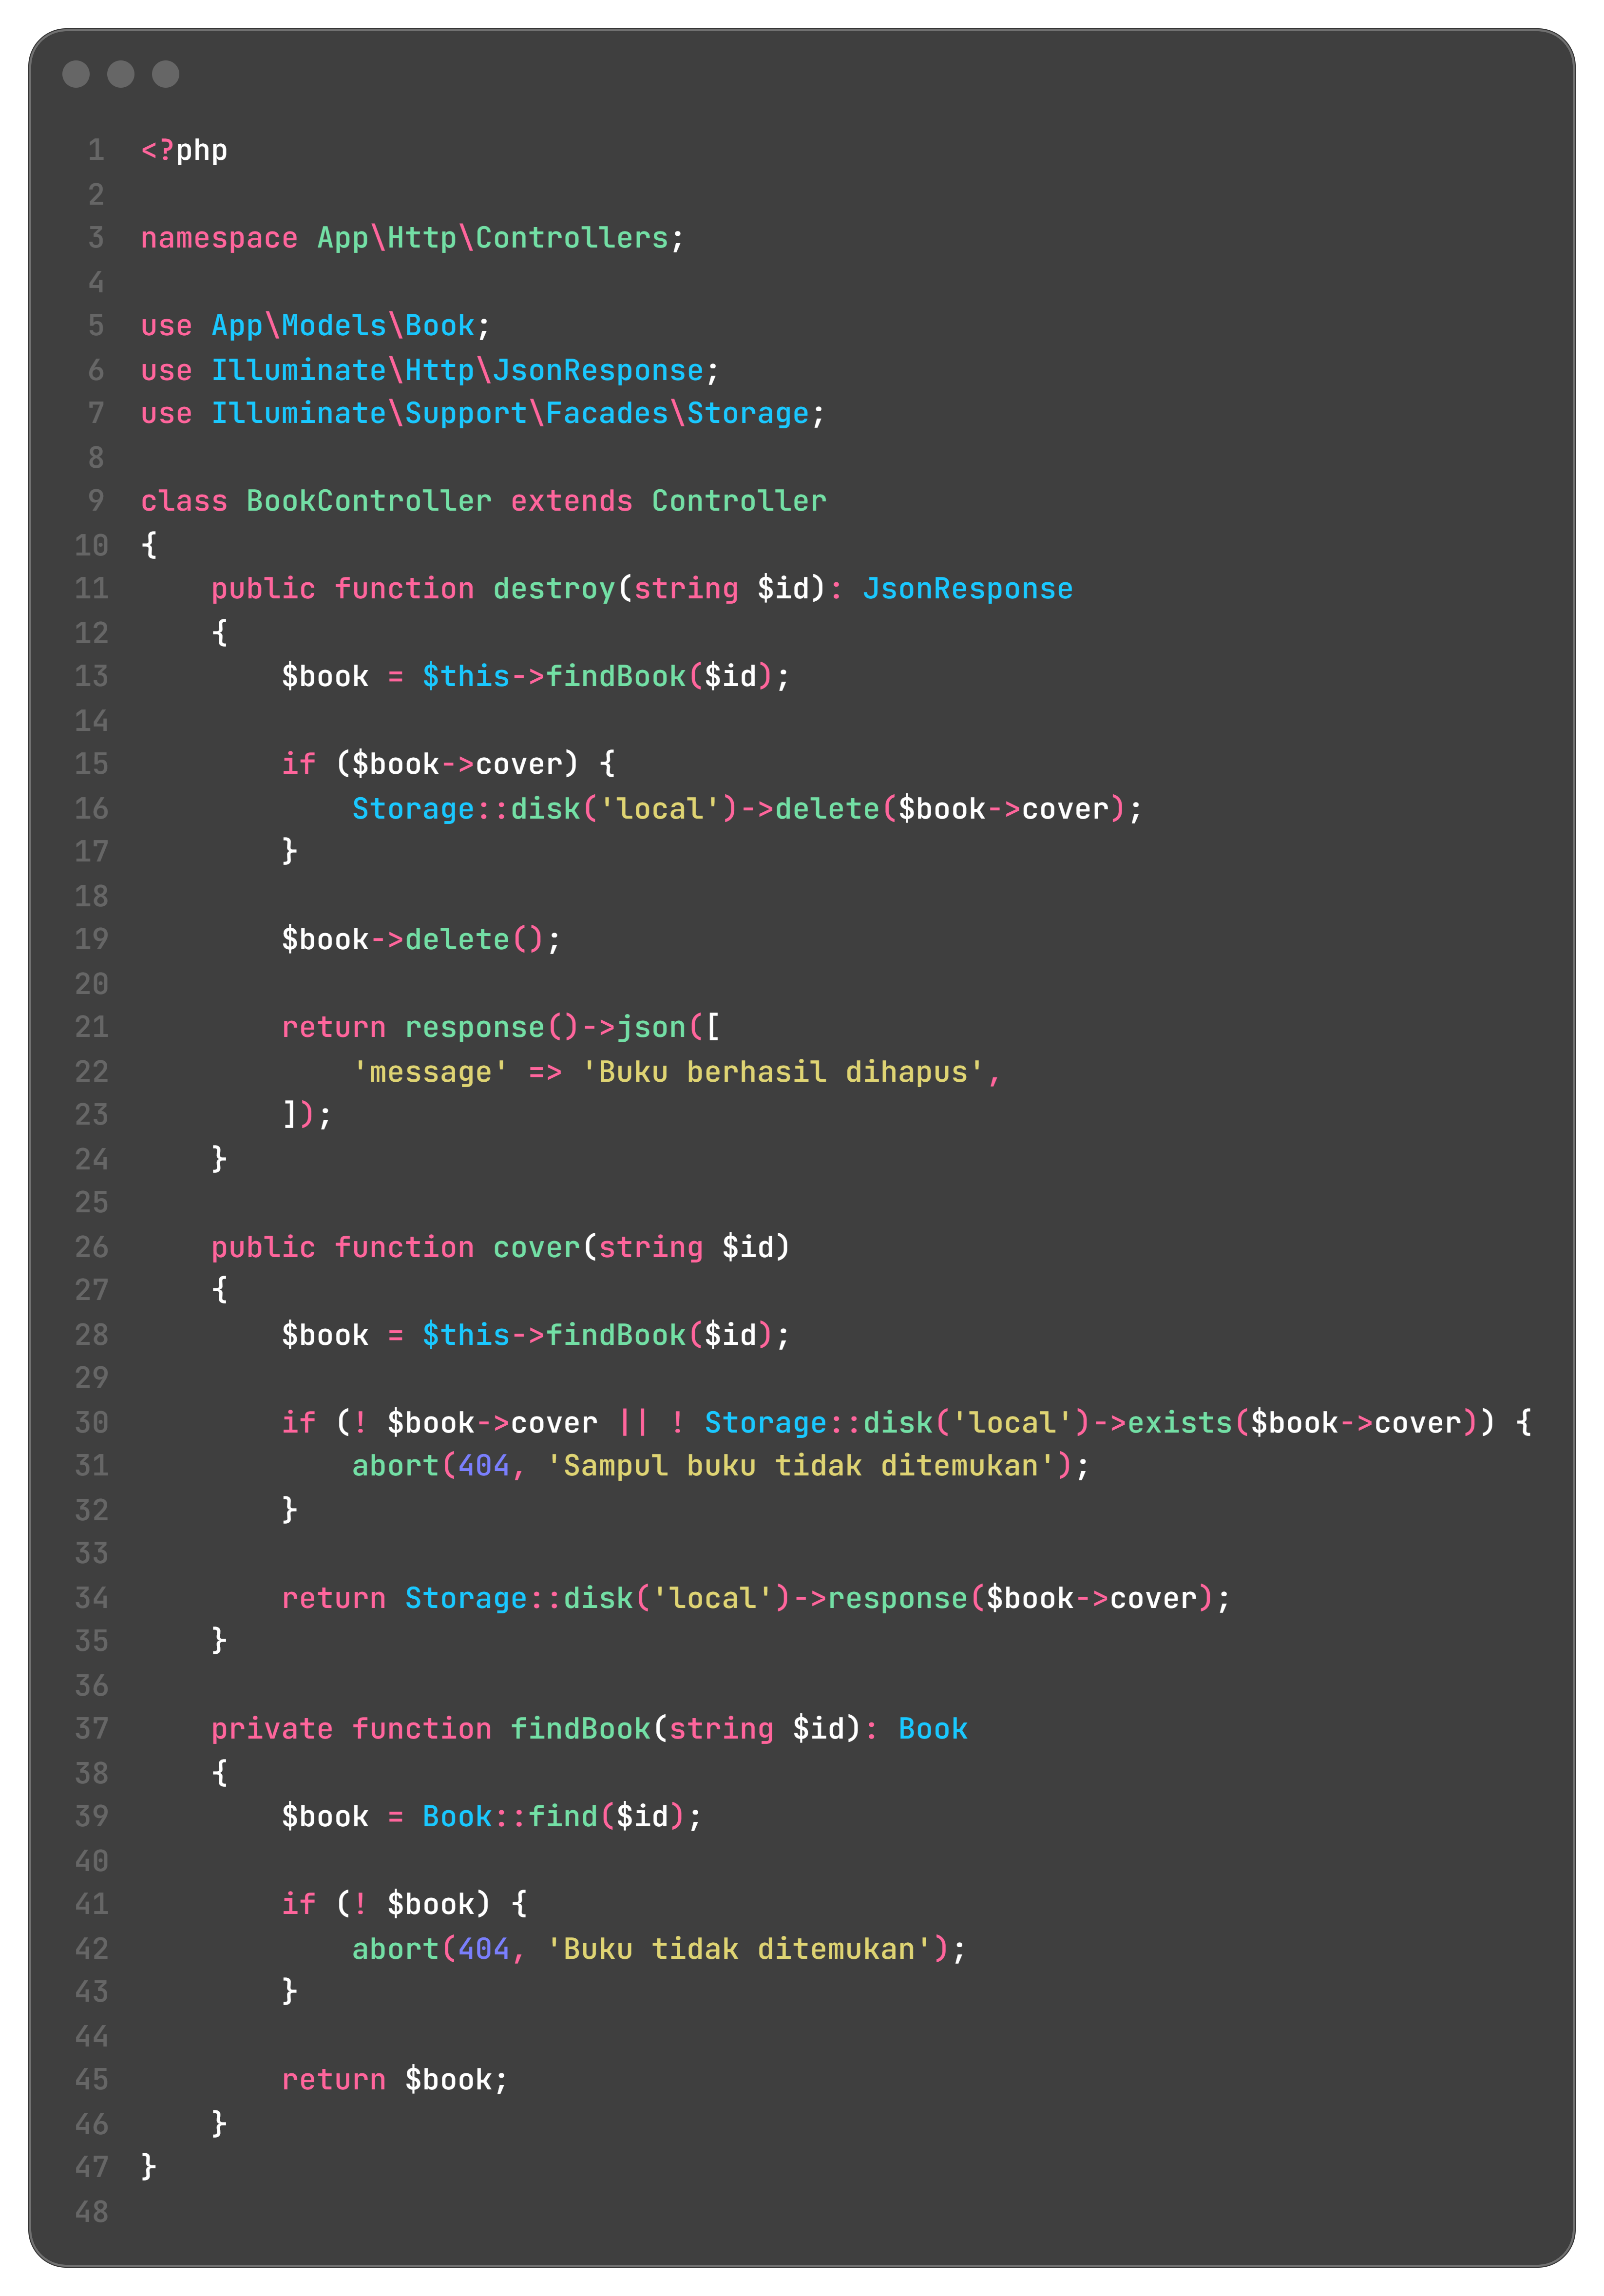 1 <?php
2
3 namespace App\Http\Controllers;
4
5 use App\Models\Book;
6 use Illuminate\Http\JsonResponse;
7 use Illuminate\Support\Facades\Storage;
8
9 class BookController extends Controller
10 {
11     public function destroy(string $id): JsonResponse
12     {
13         $book = $this->findBook($id);
14
15         if ($book->cover) {
16             Storage::disk('local')->delete($book->cover);
17         }
18
19         $book->delete();
20
21         return response()->json([
22             'message' => 'Buku berhasil dihapus',
23         ]);
24     }
25
26     public function cover(string $id)
27     {
28         $book = $this->findBook($id);
29
30         if (! $book->cover || ! Storage::disk('local')->exists($book->cover)) {
31             abort(404, 'Sampul buku tidak ditemukan');
32         }
33
34         return Storage::disk('local')->response($book->cover);
35     }
36
37     private function findBook(string $id): Book
38     {
39         $book = Book::find($id);
40
41         if (! $book) {
42             abort(404, 'Buku tidak ditemukan');
43         }
44
45         return $book;
46     }
47 }
48